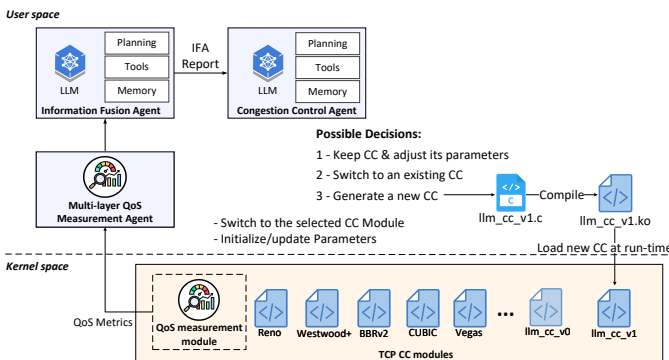 User space
Planning
Tools
Memory
LLM
Information Fusion Agent
IFA
Report
Planning
Tools
Memory
LLM
Congestion Control Agent
Possible Decisions:
1 - Keep CC & adjust its parameters
2 - Switch to an existing CC
3 - Generate a new CC
C
llm_cc_v1.c
Compile
llm_cc_v1.ko
Multi-layer QoS
Measurement Agent
- Switch to the selected CC Module
- Initialize/update Parameters
Load new CC at run-time
Kernel space
QoS Metrics
QoS measurement
module
Reno
Westwood+
BBRv2
CUBIC
Vegas
...
llm_cc_v0
llm_cc_v1
TCP CC modules